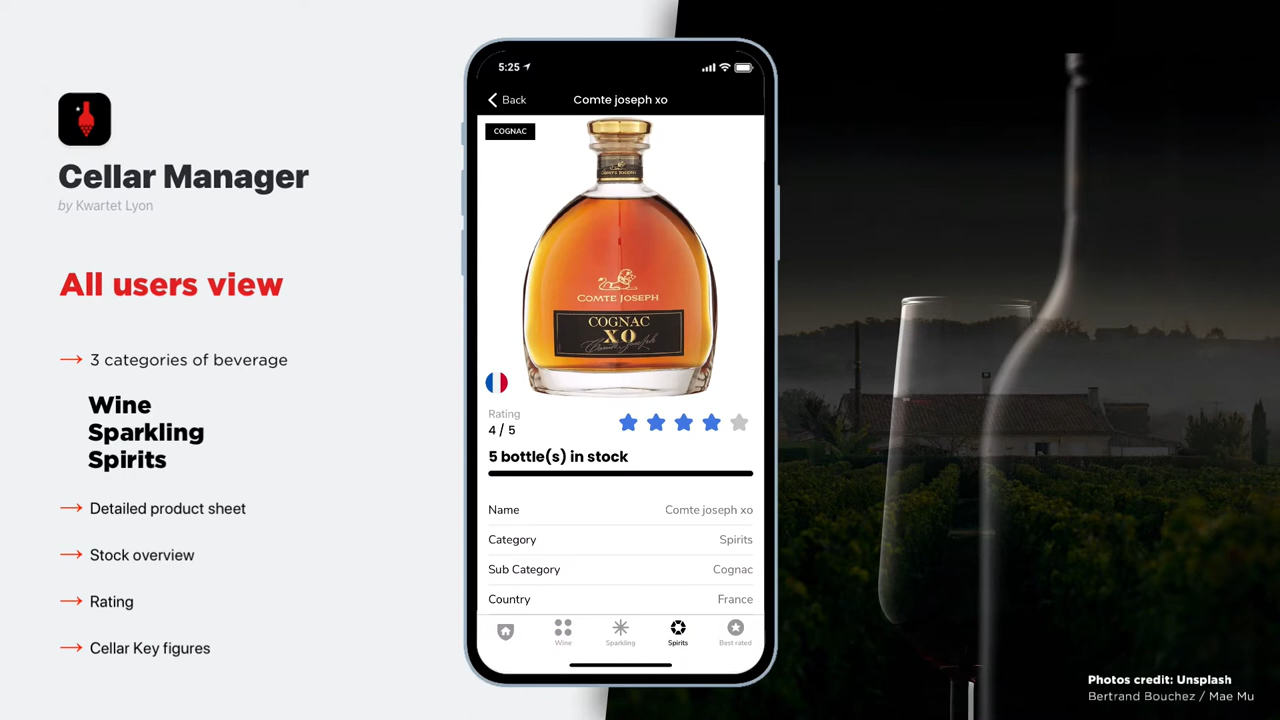 Cellar Manager
by Kwartet Lyon
All users view
→ 3 categories of beverage
Wine
Sparkling
Spirits
→ Detailed product sheet
→ Stock overview
→ Rating
→ Cellar Key figures
5:25
Back
Comte joseph xo
COGNAC
COMTE JOSEPH
COGNAC
XO
Rating
4 / 5
5 bottle(s) in stock
Name Comte joseph xo
Category Spirits
Sub Category Cognac
Country France
Wine
Sparkling
Spirits
Best rated
Photos credit: Unsplash
Bertrand Bouchez / Mae Mu